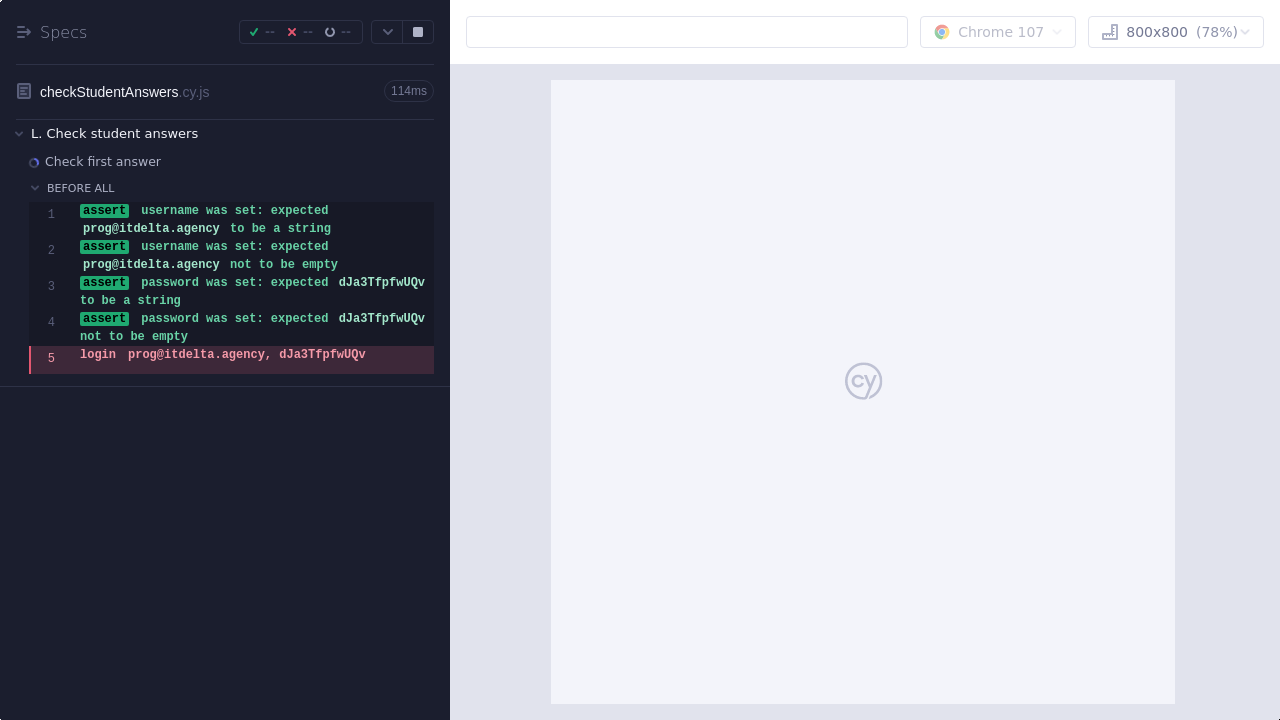 Specs
-- -- --
checkStudentAnswers.cy.js 114ms
L. Check student answers
Check first answer
BEFORE ALL
1 assert username was set: expected
prog@itdelta.agency to be a string
2 assert username was set: expected
prog@itdelta.agency not to be empty
3 assert password was set: expected dJa3TfpfwUQv
to be a string
4 assert password was set: expected dJa3TfpfwUQv
not to be empty
5 login prog@itdelta.agency, dJa3TfpfwUQv
Chrome 107
800x800 (78%)
cy